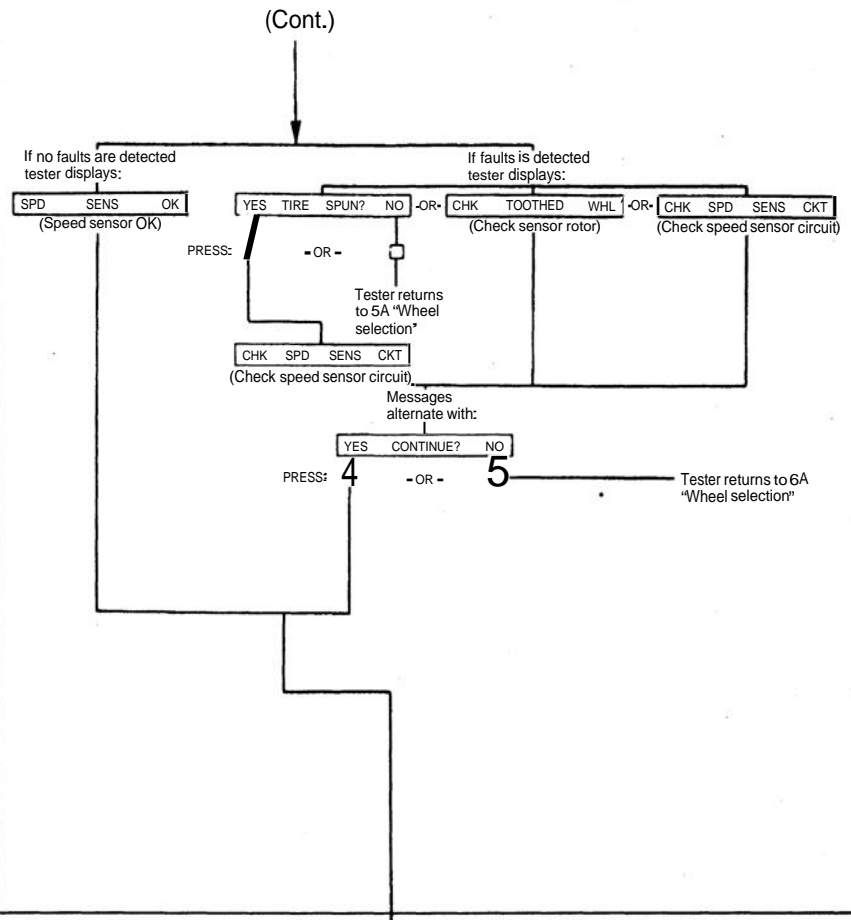 (Cont.)
If no faults are detected
tester displays:
If faults is detected
tester displays:
SPD SENS OK
(Speed sensor OK)
YES TIRE SPUN? NO -OR- CHK TOOTHED WHL -OR- CHK SPD SENS CKT
(Check sensor rotor)
(Check speed sensor circuit)
PRESS: - OR -
Tester returns
to 5A “Wheel
selection"
CHK SPD SENS CKT
(Check speed sensor circuit)
Messages
alternate with:
YES CONTINUE? NO
PRESS: 4 - OR - 5
Tester returns to 6A
“Wheel selection”